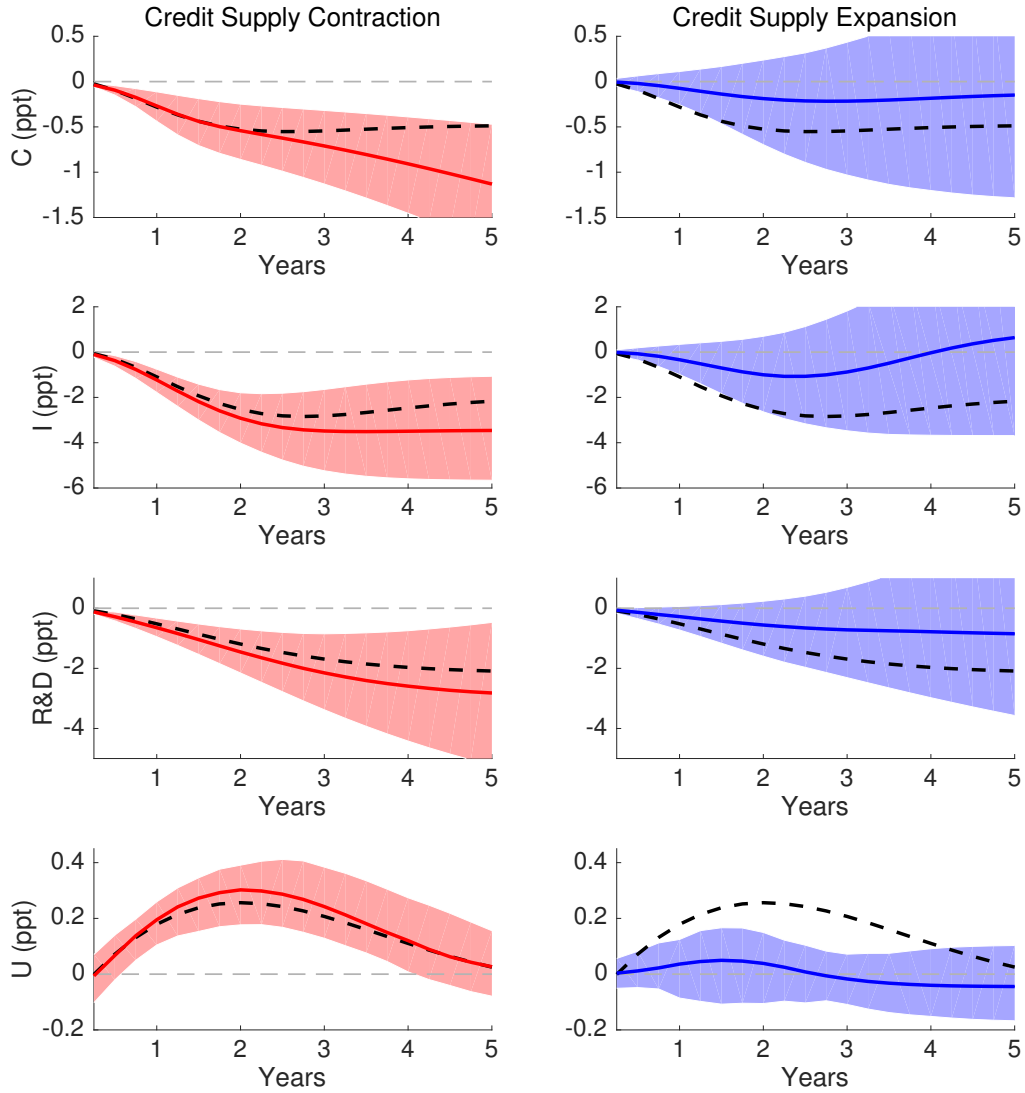 Credit Supply Contraction
Credit Supply Expansion
0.5
0
-0.5
-1
-1.5
C (ppt)
1 2 3 4 5
Years
0.5
0
-0.5
-1
-1.5
1 2 3 4 5
Years
2
0
-2
-4
-6
I (ppt)
1 2 3 4 5
Years
2
0
-2
-4
-6
1 2 3 4 5
Years
0
-2
-4
R&D (ppt)
1 2 3 4 5
Years
0
-2
-4
1 2 3 4 5
Years
0.4
0.2
0
-0.2
U (ppt)
1 2 3 4 5
Years
0.4
0.2
0
-0.2
1 2 3 4 5
Years